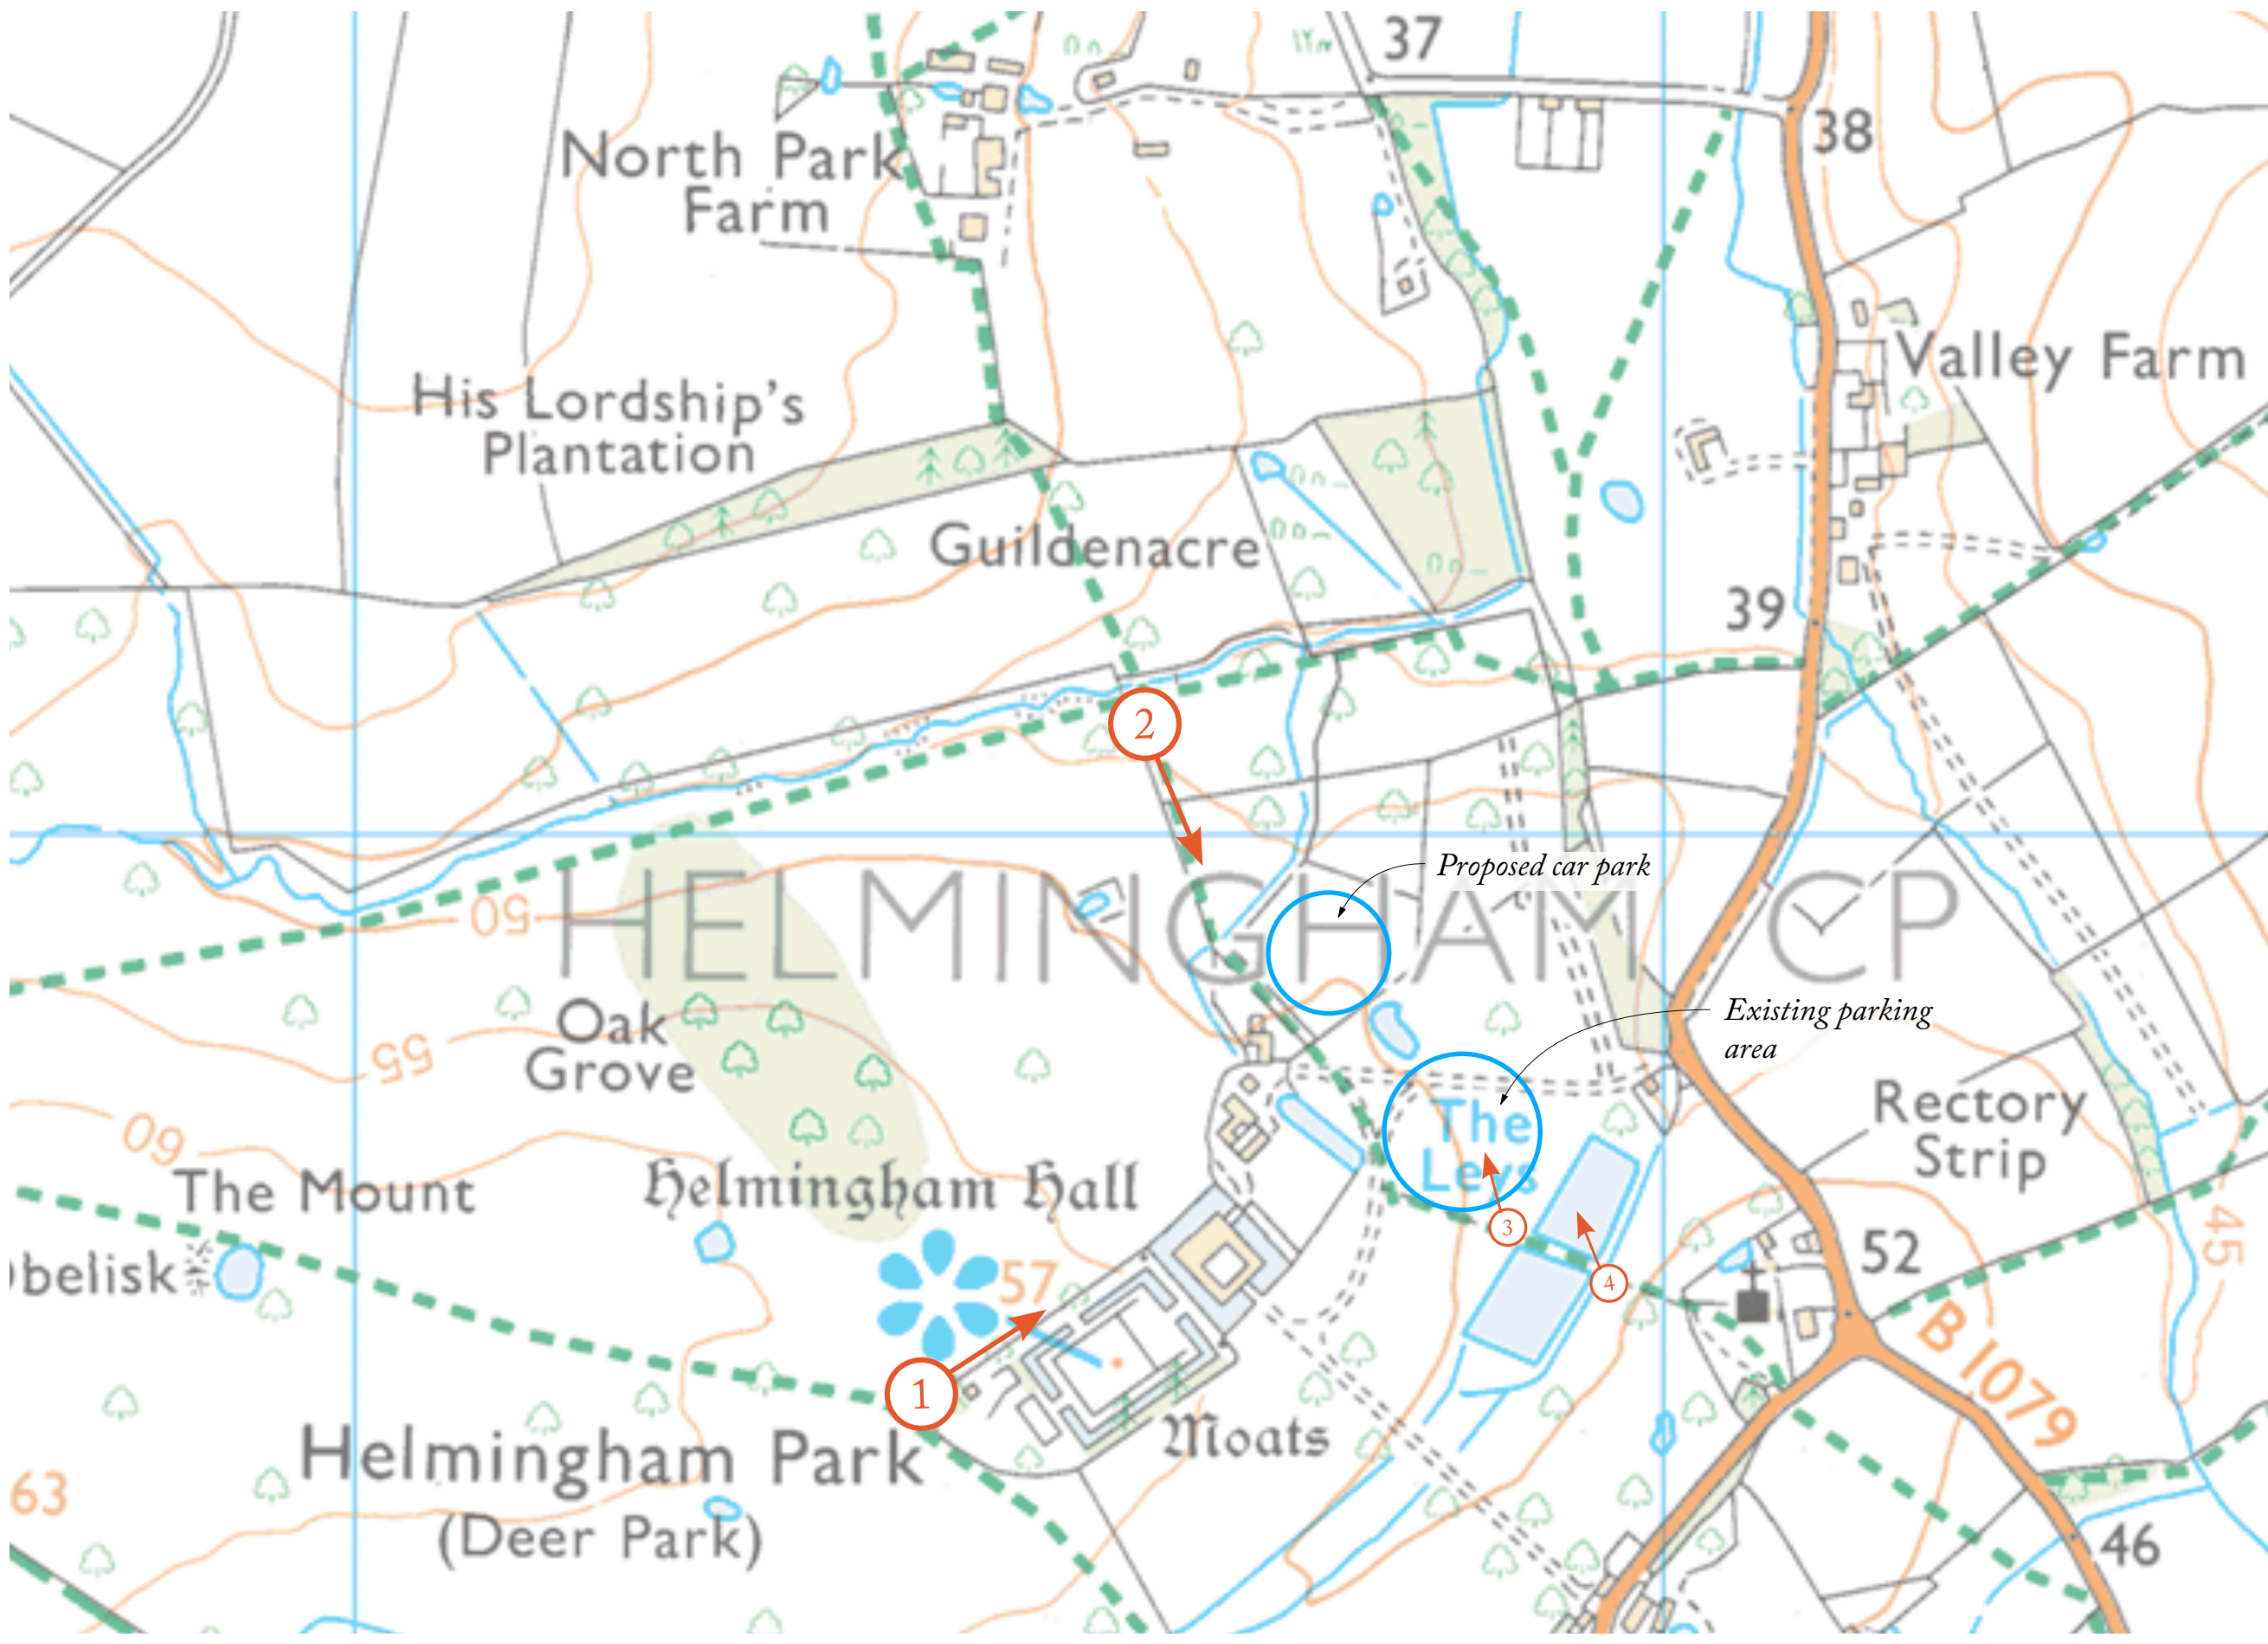 37
38
North Park
Farm
Valley Farm
His Lordship's
Plantation
Guildenacre
39
2
Proposed car park
HELMINGHAM CP
50
Oak
Grove
55
Existing parking
area
The
Leys
Rectory
Strip
60
The Mount
Helmingham Hall
3
4
45
belisk
57
52
1
B 1079
Moats
Helmingham Park
(Deer Park)
63
46